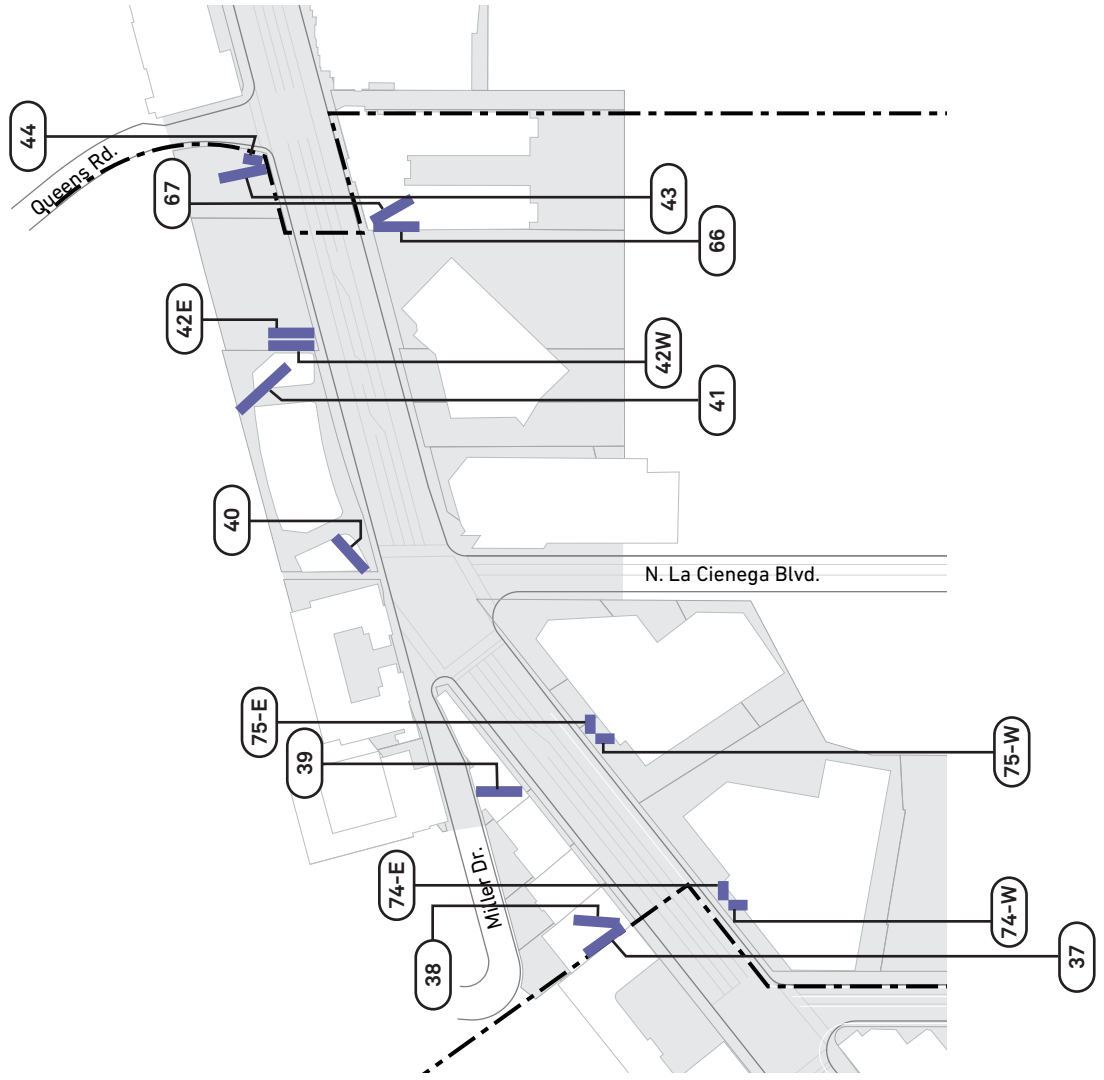 44
Queens Rd.
67
43
66
42E
42W
41
40
N. La Cienega Blvd.
75-E
75-W
39
Miller Dr.
74-E
74-W
38
37